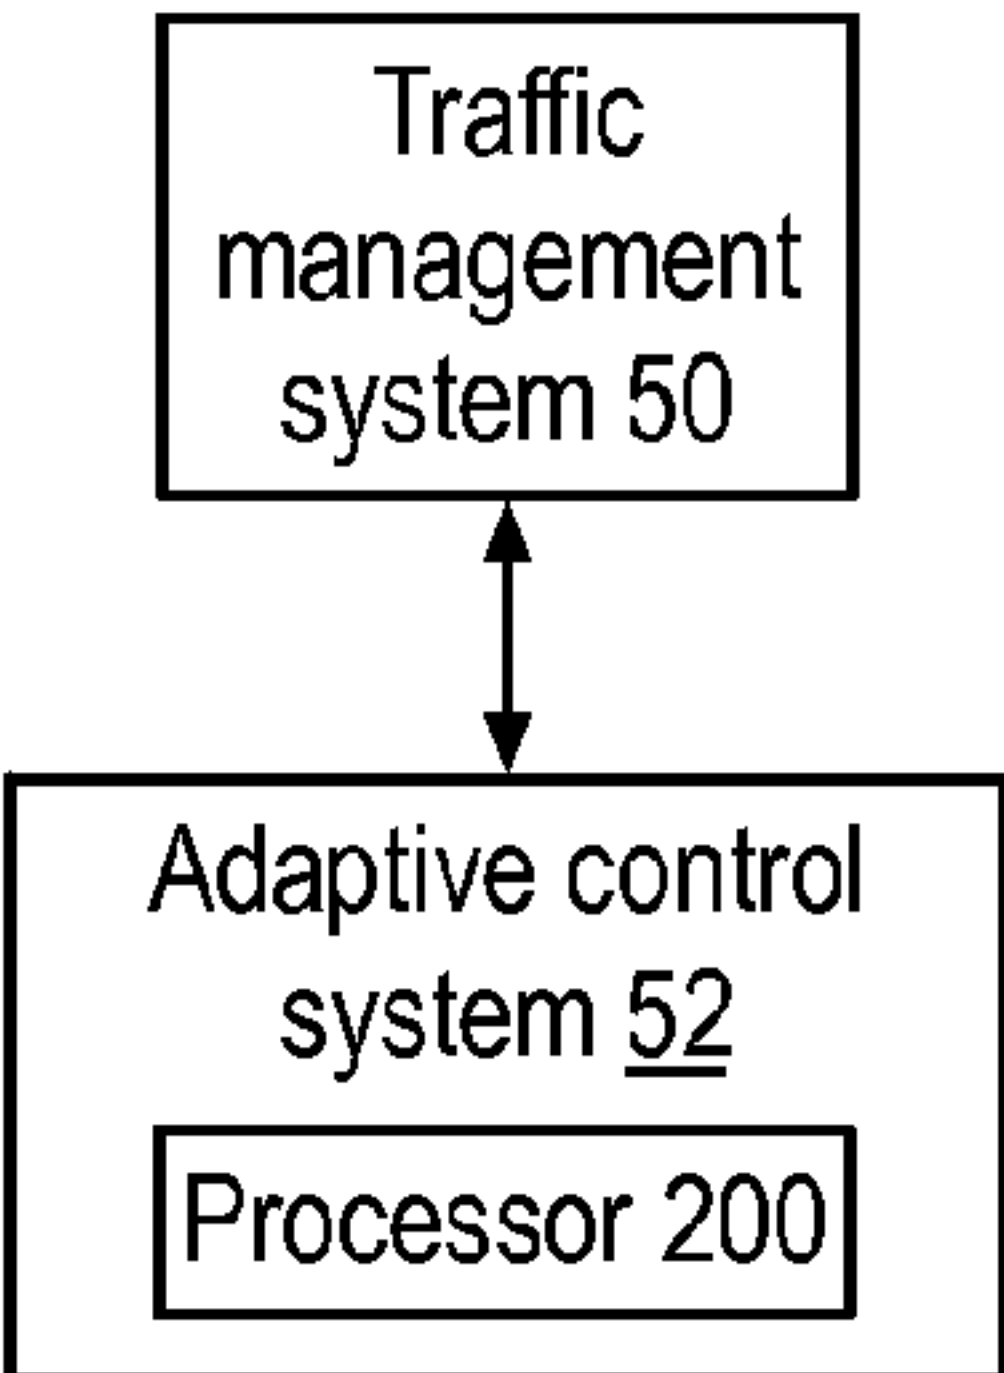 Traffic
management
system 50
Adaptive control
system 52
Processor 200